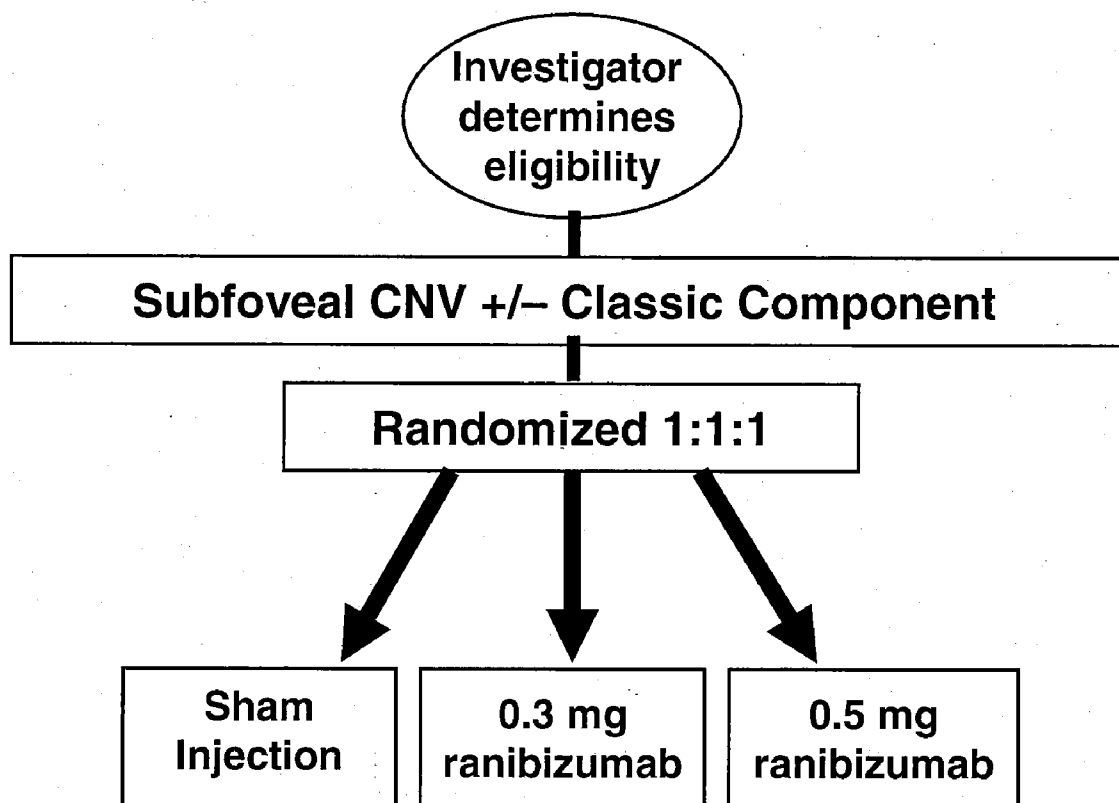 Investigator
determines
eligibility
Subfoveal CNV +/– Classic Component
Randomized 1:1:1
Sham
Injection
0.3 mg
ranibizumab
0.5 mg
ranibizumab